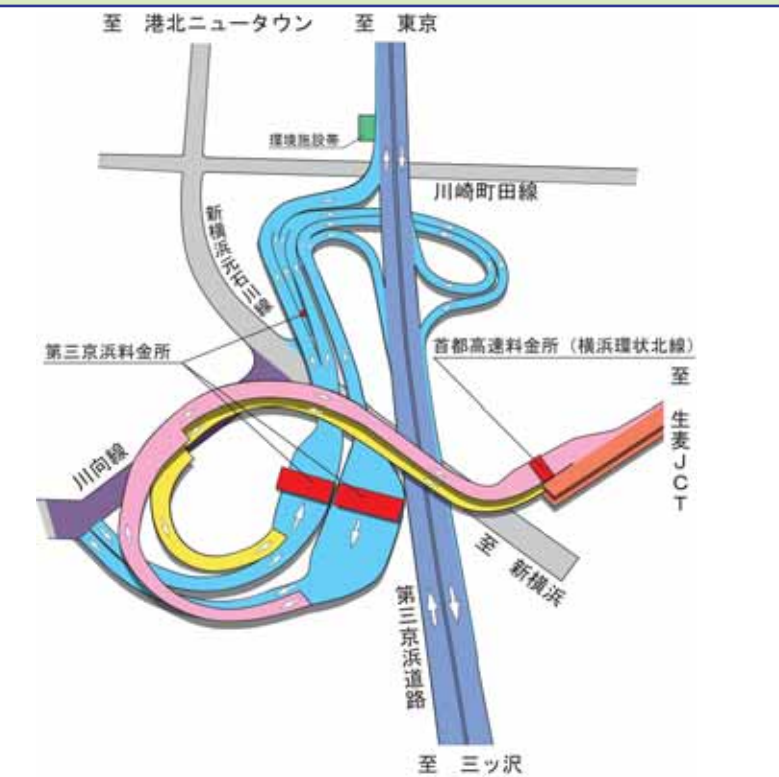 至 港北ニュータウン
至 東京
環境施設帯
川崎町田線
新横浜元石川線
第三京浜料金所
首都高速料金所（横浜環状北線）
至 生麦JCT
川向線
至 新横浜
第三京浜道路
至 三ッ沢